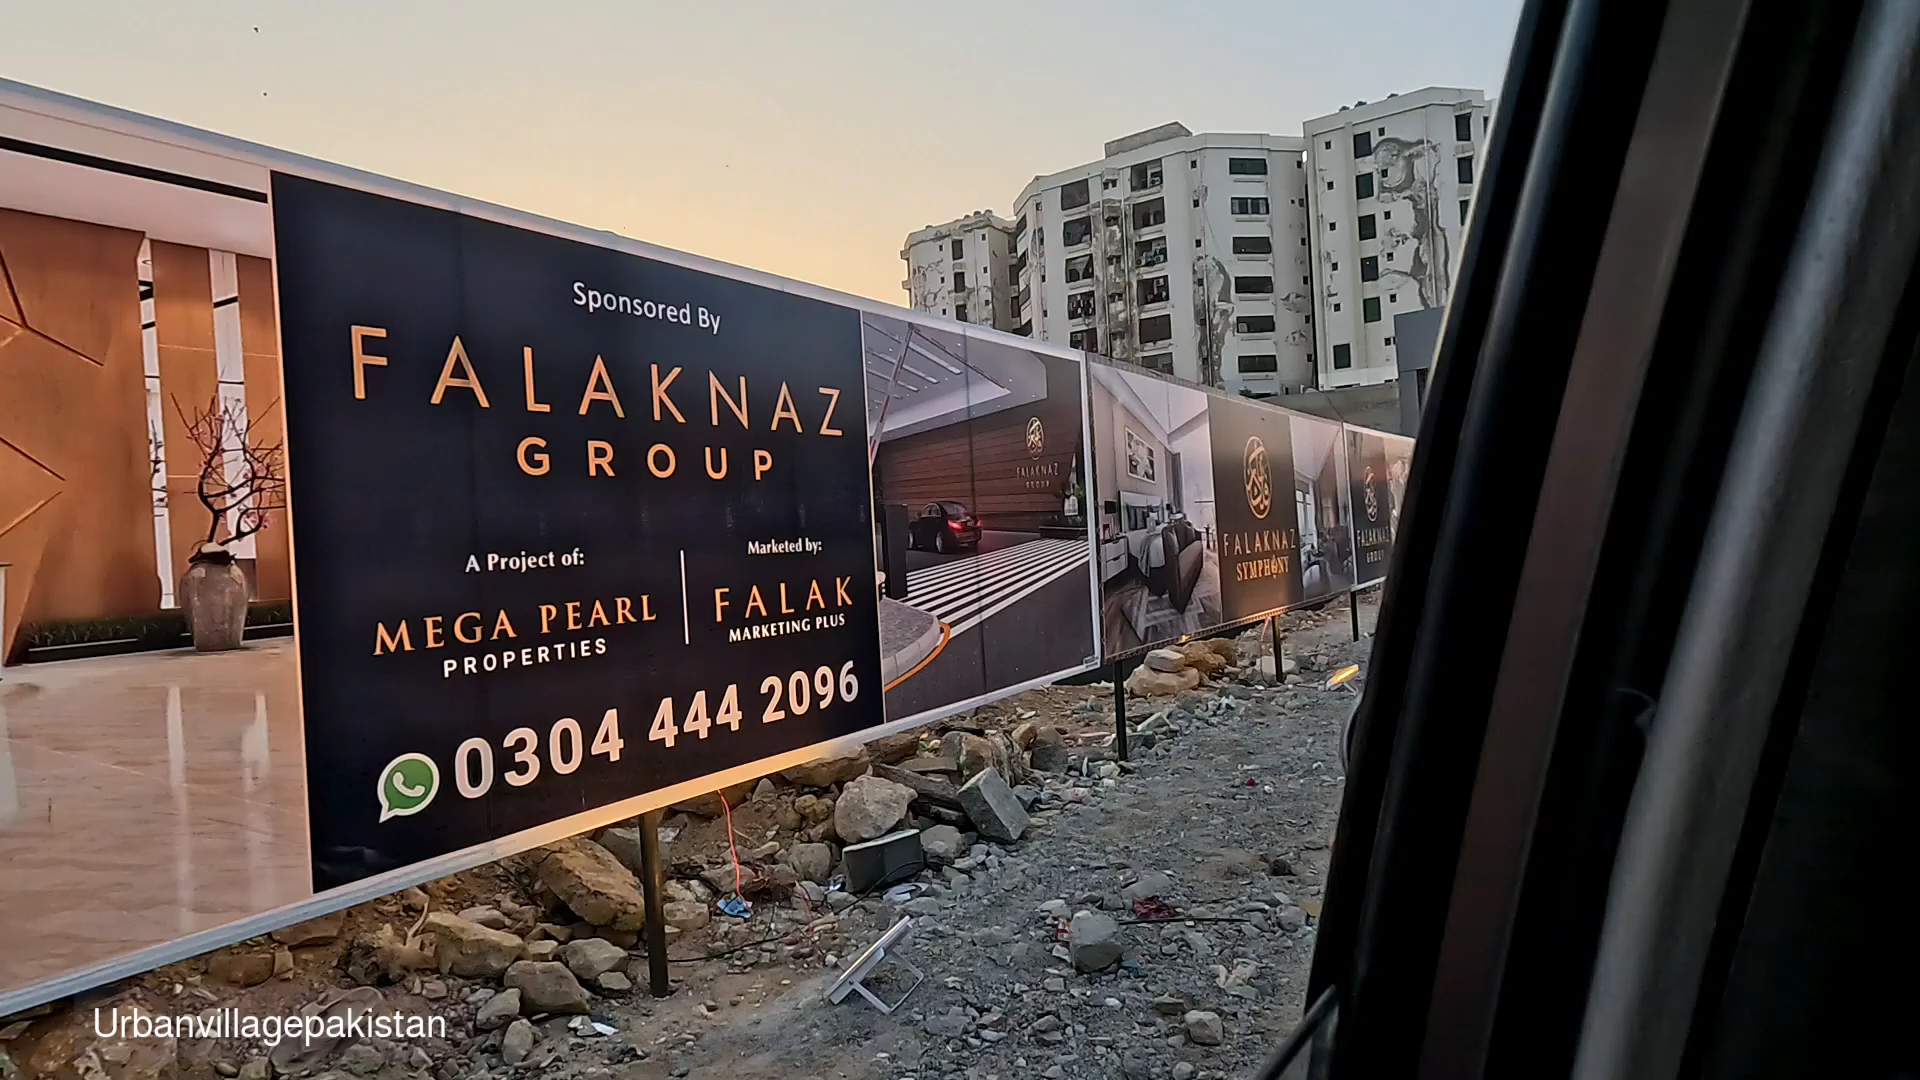 Sponsored By
FALAKNAZ
GROUP
A Project of:
MEGA PEARL
PROPERTIES
Marketed by:
FALAK
MARKETING PLUS
0304 444 2096
FALAKNAZ
GROUP
FALAKNAZ
SYMPHONY
FALAKNAZ
GROUP
Urbanvillagepakistan